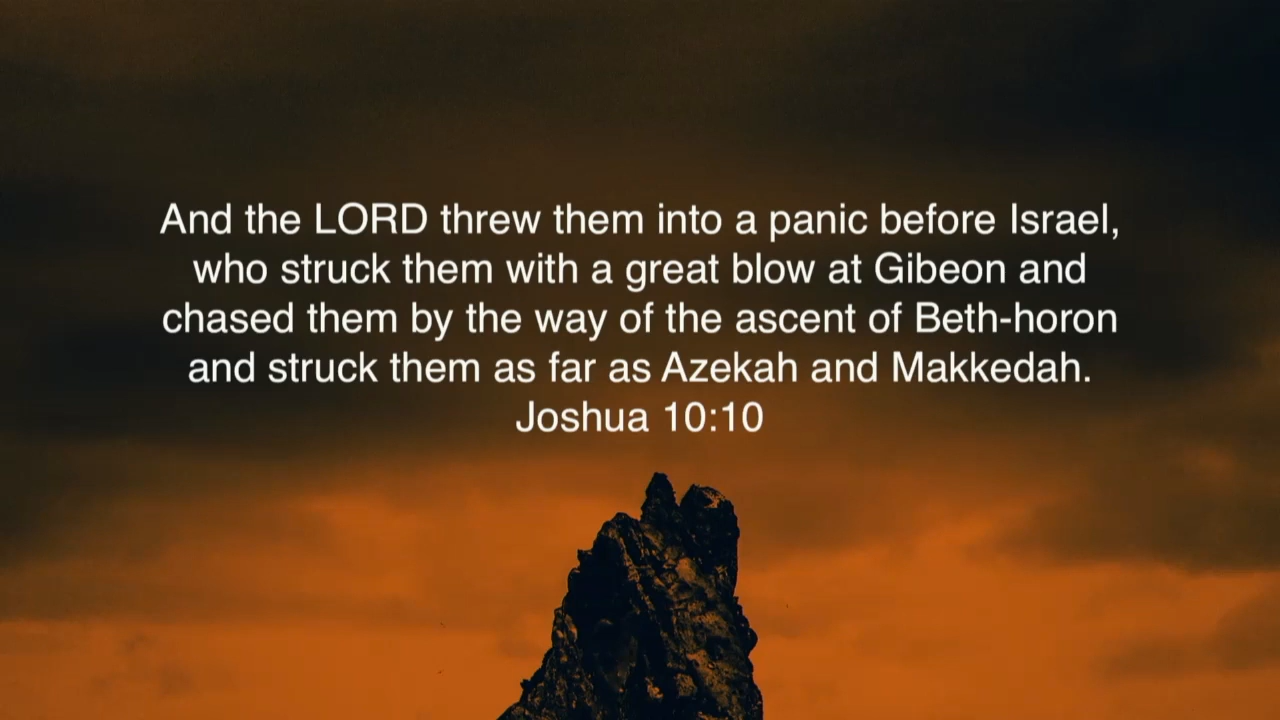 And the LORD threw them into a panic before Israel,
who struck them with a great blow at Gibeon and
chased them by the way of the ascent of Beth-horon
and struck them as far as Azekah and Makkedah.
Joshua 10:10